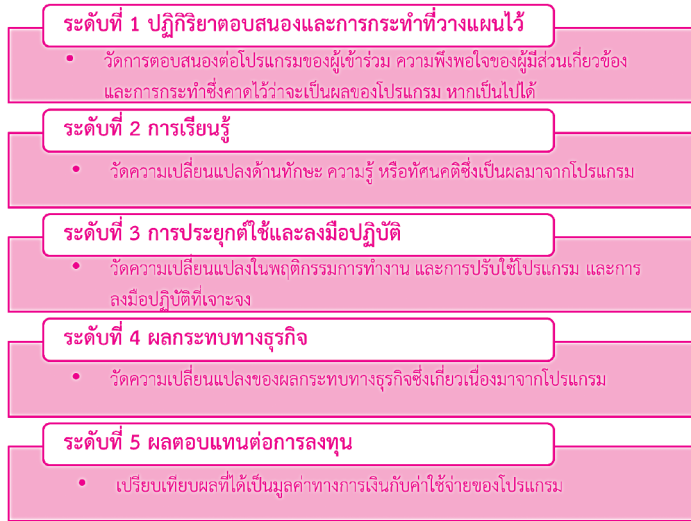 ระดับที่ 1 ปฏิกิริยาตอบสนองและการกระทำที่วางแผนไว้
• วัดการตอบสนองต่อโปรแกรมของผู้เข้าร่วม ความพึงพอใจของผู้มีส่วนเกี่ยวข้อง
และการกระทำซึ่งคาดไว้ว่าจะเป็นผลของโปรแกรม หากเป็นไปได้
ระดับที่ 2 การเรียนรู้
• วัดความเปลี่ยนแปลงด้านทักษะ ความรู้ หรือทัศนคติซึ่งเป็นผลมาจากโปรแกรม
ระดับที่ 3 การประยุกต์ใช้และลงมือปฏิบัติ
• วัดความเปลี่ยนแปลงในพฤติกรรมการทำงาน และการปรับใช้โปรแกรม และการ
ลงมือปฏิบัติที่เจาะจง
ระดับที่ 4 ผลกระทบทางธุรกิจ
• วัดความเปลี่ยนแปลงของผลกระทบทางธุรกิจซึ่งเกี่ยวเนื่องมาจากโปรแกรม
ระดับที่ 5 ผลตอบแทนต่อการลงทุน
• เปรียบเทียบผลที่ได้เป็นมูลค่าทางการเงินกับค่าใช้จ่ายของโปรแกรม